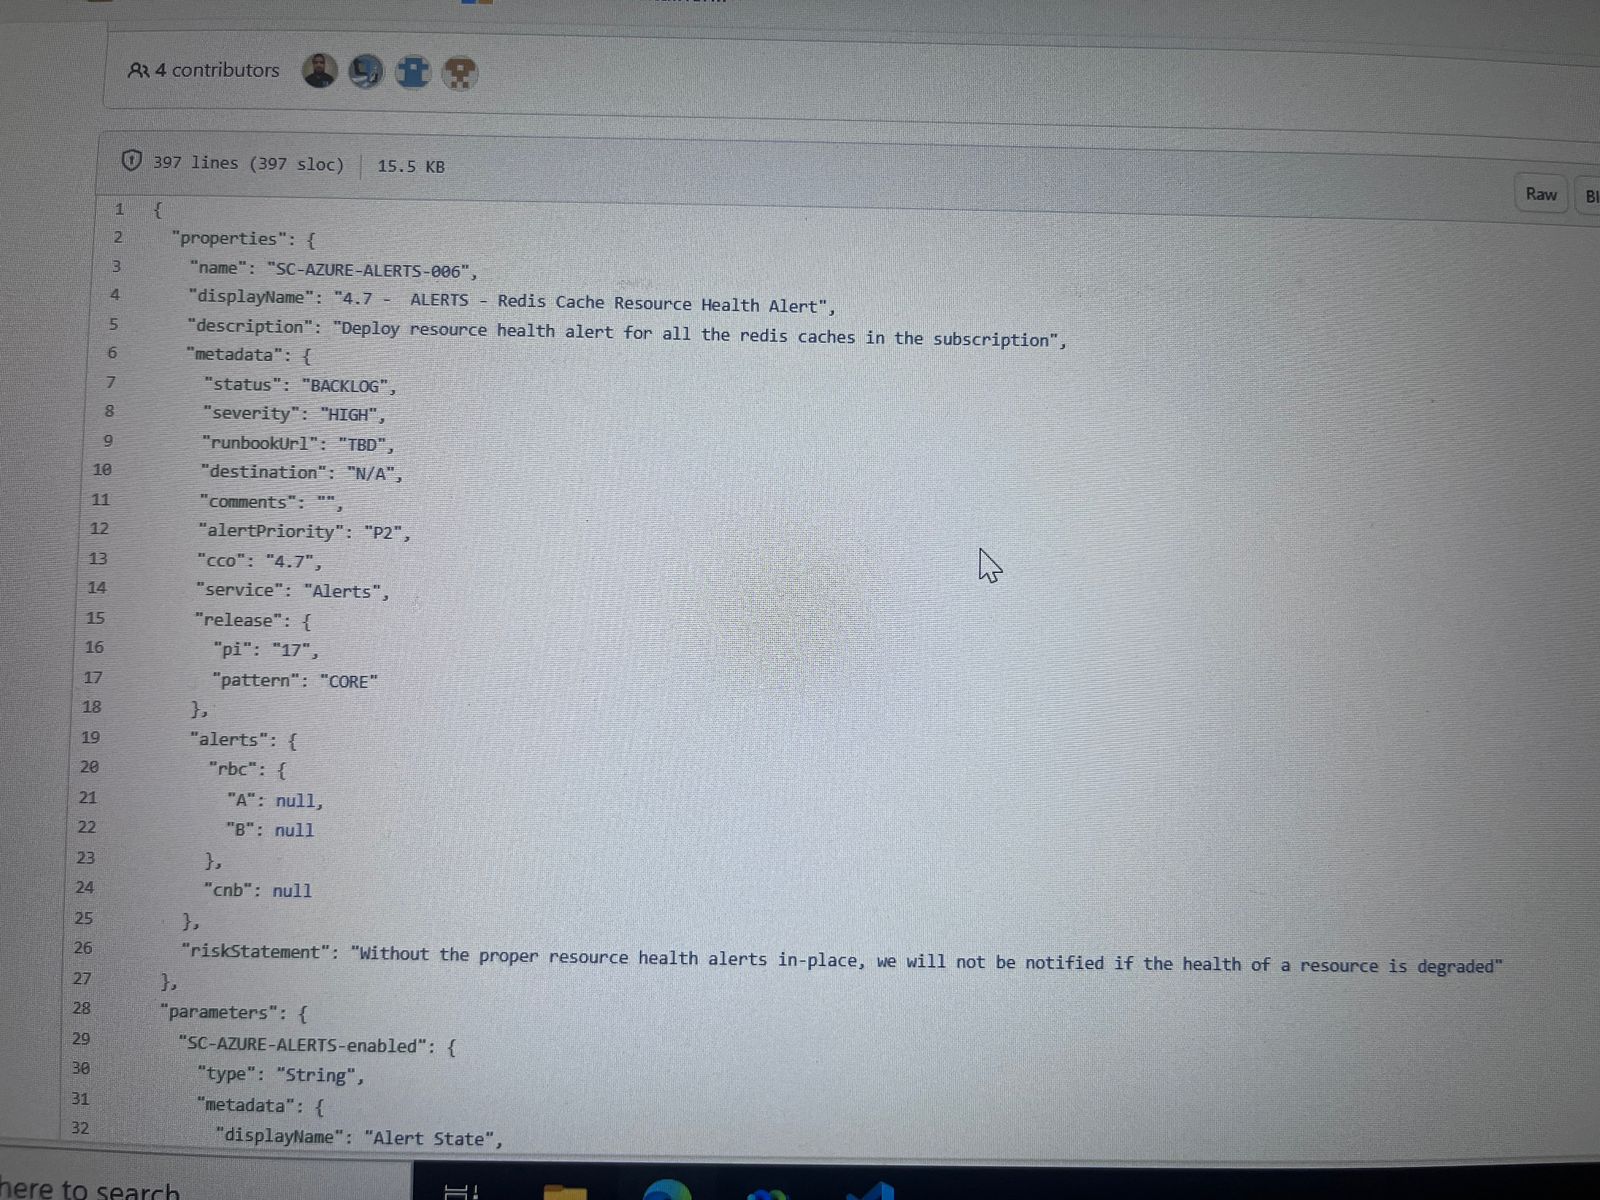 4 contributors
397 lines (397 sloc) 15.5 KB
Raw
1 {
2 "properties": {
3 "name": "SC-AZURE-ALERTS-006",
4 "displayName": "4.7 -  ALERTS - Redis Cache Resource Health Alert",
5 "description": "Deploy resource health alert for all the redis caches in the subscription",
6 "metadata": {
7 "status": "BACKLOG",
8 "severity": "HIGH",
9 "runbookUrl": "TBD",
10 "destination": "N/A",
11 "comments": "",
12 "alertPriority": "P2",
13 "cco": "4.7",
14 "service": "Alerts",
15 "release": {
16 "pi": "17",
17 "pattern": "CORE"
18 },
19 "alerts": {
20 "rbc": {
21 "A": null,
22 "B": null
23 },
24 "cnb": null
25 },
26 "riskStatement": "Without the proper resource health alerts in-place, we will not be notified if the health of a resource is degraded"
27 },
28 "parameters": {
29 "SC-AZURE-ALERTS-enabled": {
30 "type": "String",
31 "metadata": {
32 "displayName": "Alert State",
here to search